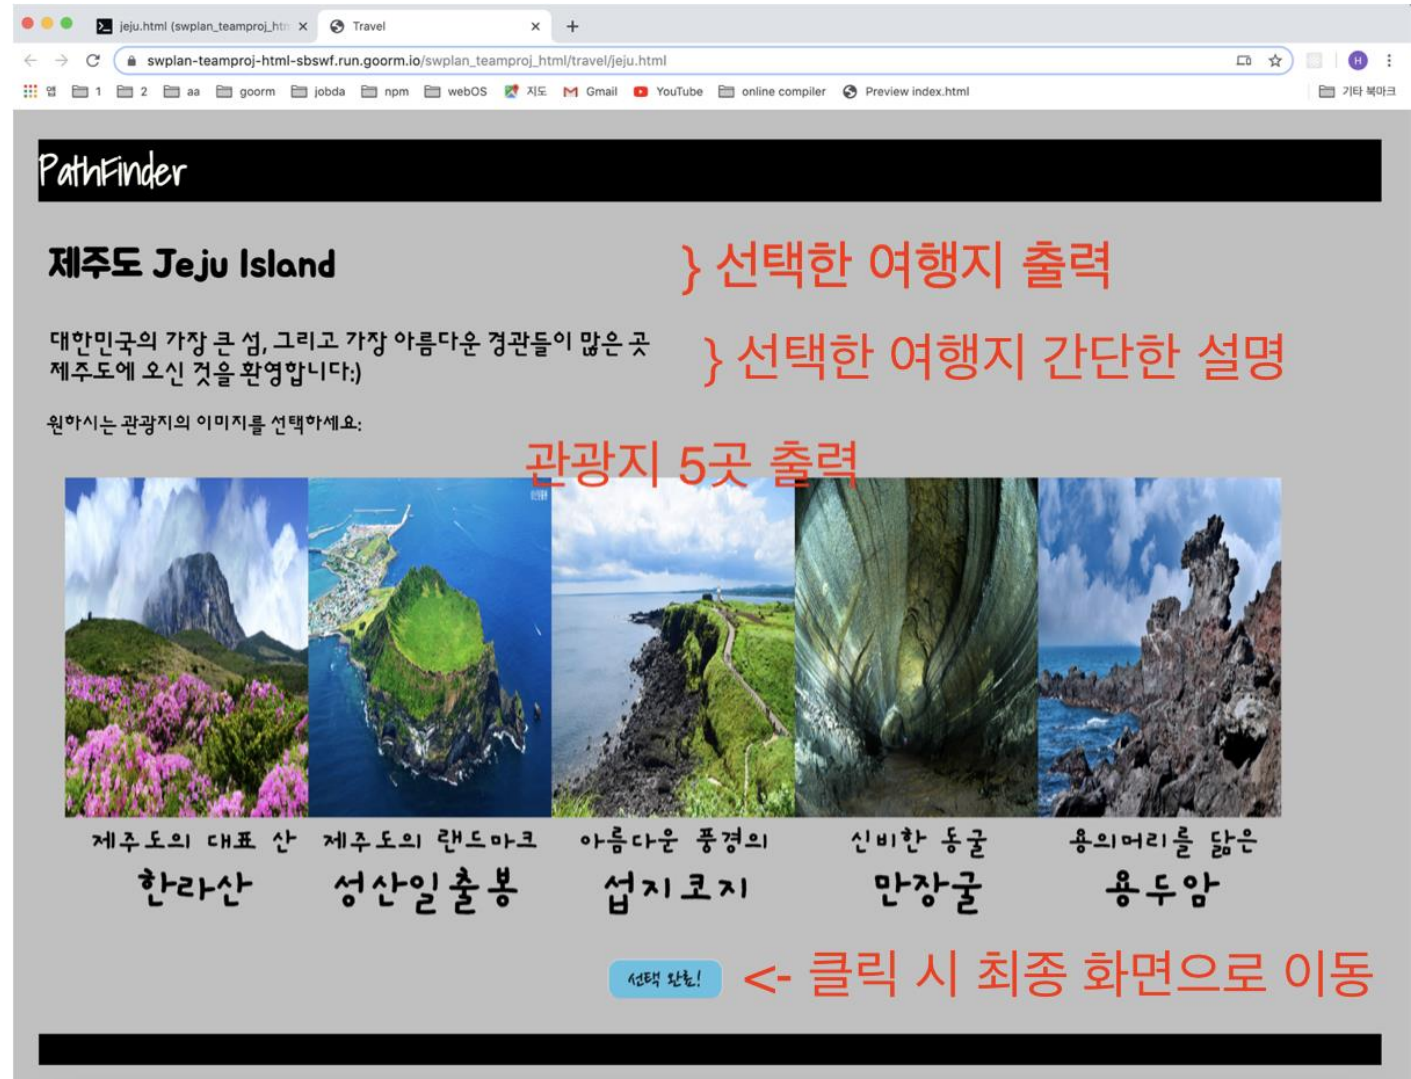 jeju.html (swplan_teamproj_htm
Travel
swplan-teamproj-html-sbswf.run.goorm.io/swplan_teamproj_html/travel/jeju.html
H
앱 1 2 aa goorm jobda npm webOS 지도 Gmail YouTube online compiler Preview index.html 기타 북마크
PathFinder
제주도 Jeju Island
} 선택한 여행지 출력
대한민국의 가장 큰 섬, 그리고 가장 아름다운 경관들이 많은 곳
제주도에 오신 것을 환영합니다:)
} 선택한 여행지 간단한 설명
원하시는 관광지의 이미지를 선택하세요:
관광지 5곳 출력
제주도의 대표 산
한라산
제주도의 랜드마크
성산일출봉
아름다운 풍경의
섭지코지
신비한 동굴
만장굴
용의머리를 닮은
용두암
선택 완료!
<- 클릭 시 최종 화면으로 이동